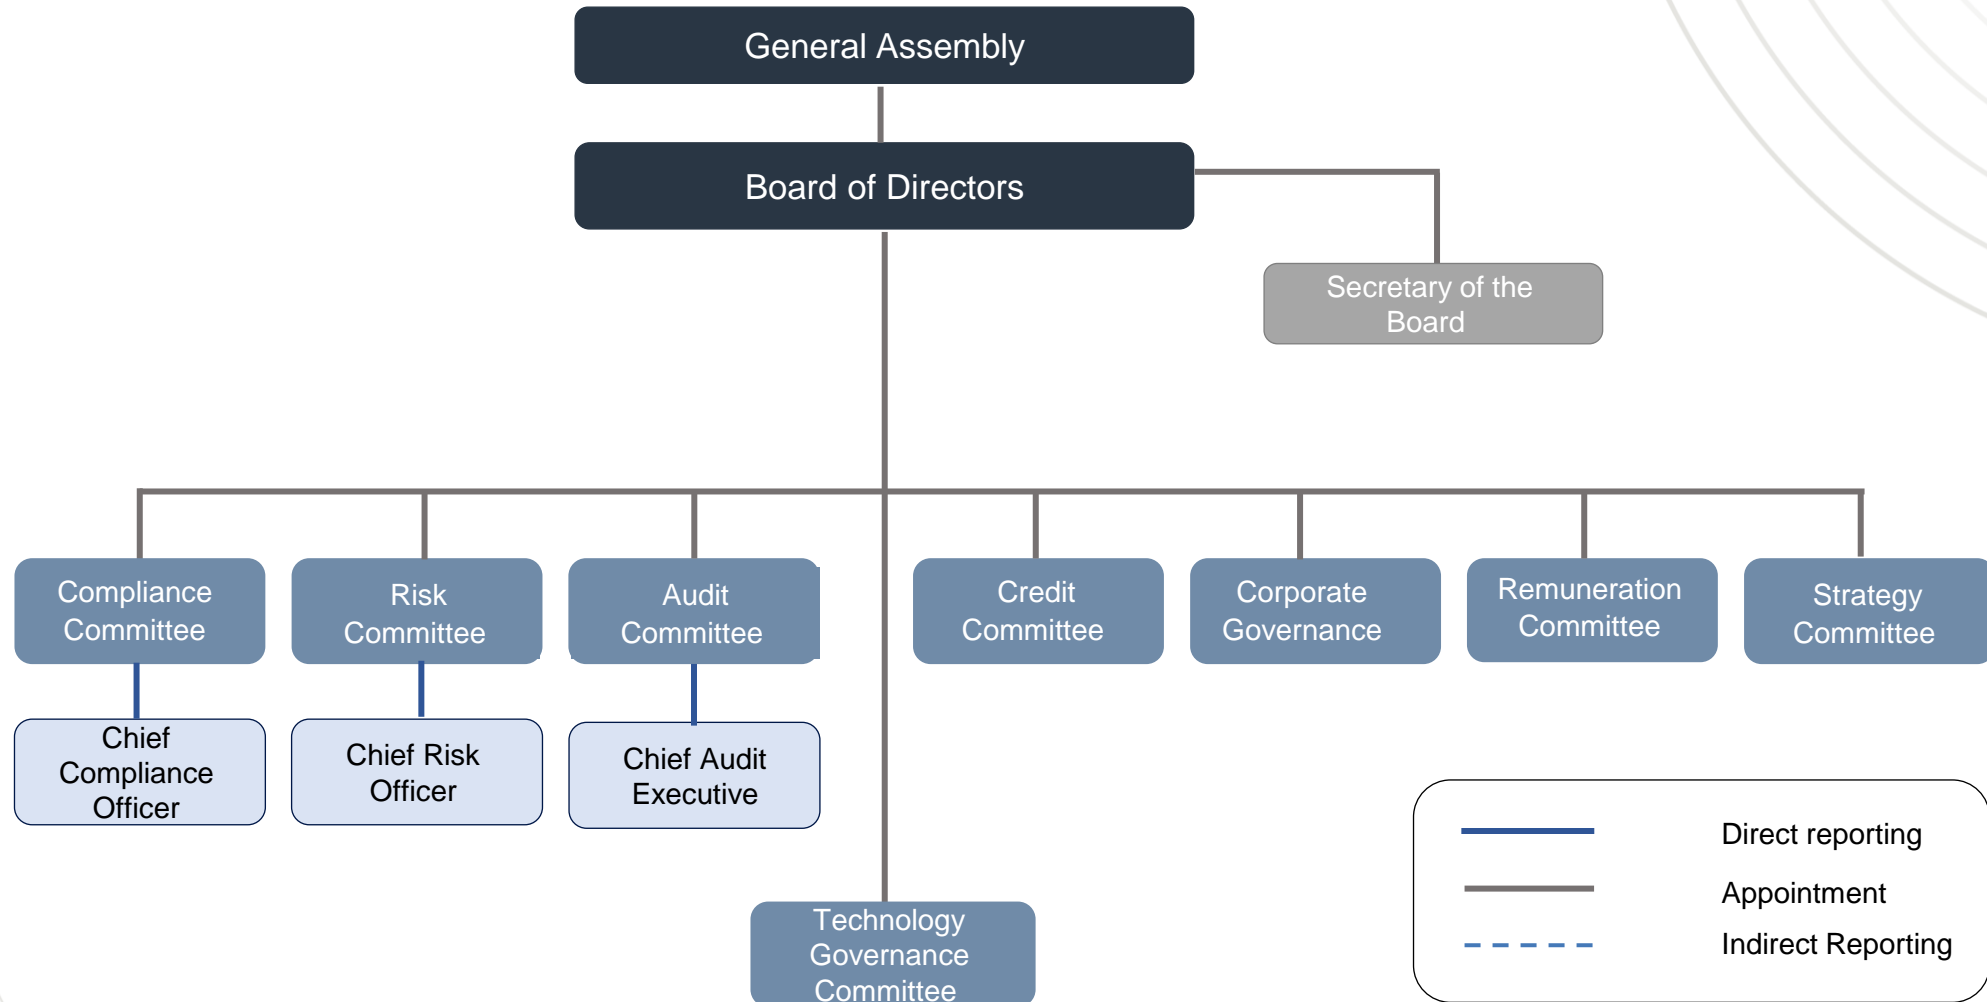 General Assembly
Board of Directors
Secretary of the
Board
Compliance
Committee
Risk
Committee
Audit
Committee
Credit
Committee
Corporate
Governance
Remuneration
Committee
Strategy
Committee
Chief
Compliance
Officer
Chief Risk
Officer
Chief Audit
Executive
Technology
Governance
Committee
Direct reporting
Appointment
Indirect Reporting